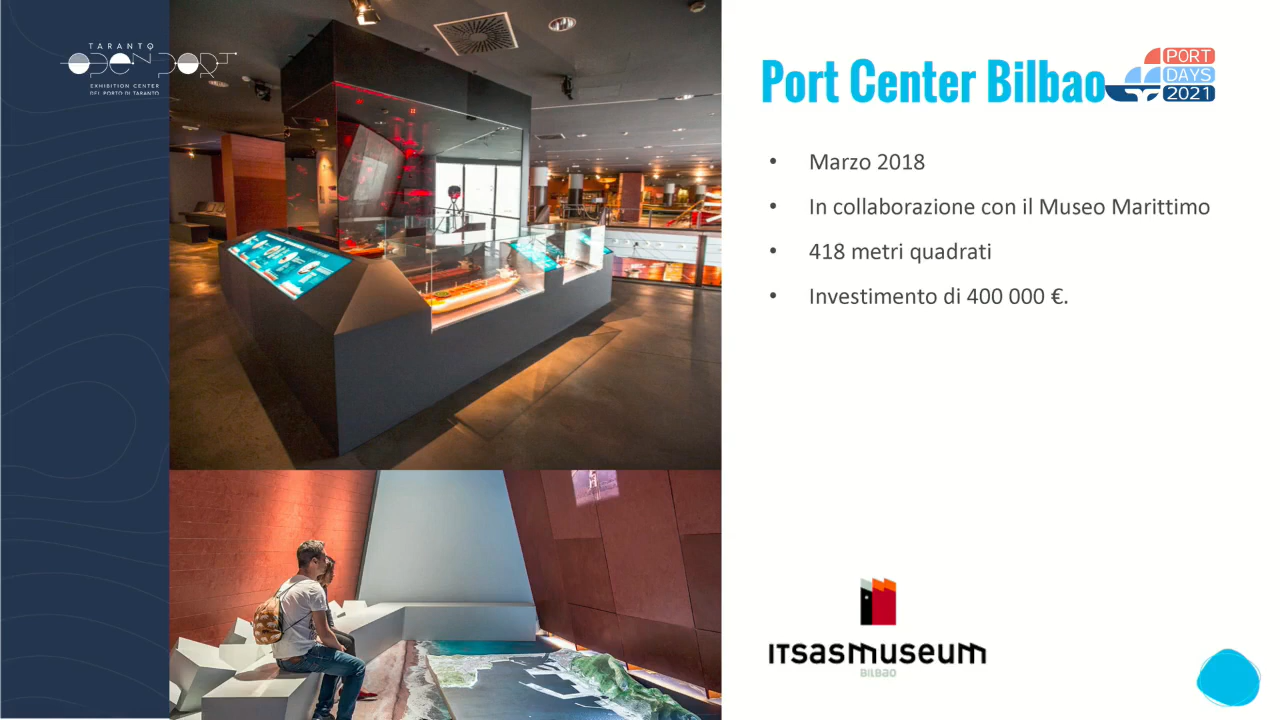 TARANTO
OPEN PORT
EXHIBITION CENTER
DEL PORTO DI TARANTO
Port Center Bilbao
PORT
DAYS
2021
• Marzo 2018
• In collaborazione con il Museo Marittimo
• 418 metri quadrati
• Investimento di 400 000 €.
ITSASMUSEUM
BILBAO